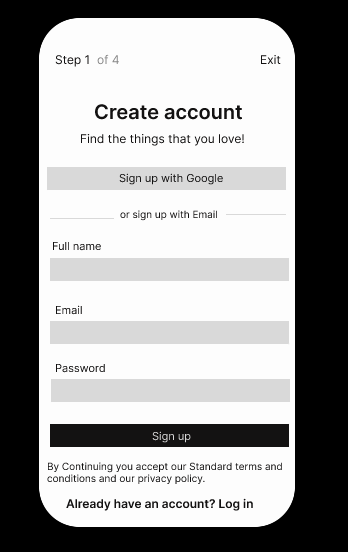 Step 1 of 4
Exit
Create account
Find the things that you love!
Sign up with Google
or sign up with Email
Full name
Email
Password
Sign up
By Continuing you accept our Standard terms and
conditions and our privacy policy.
Already have an account? Log in